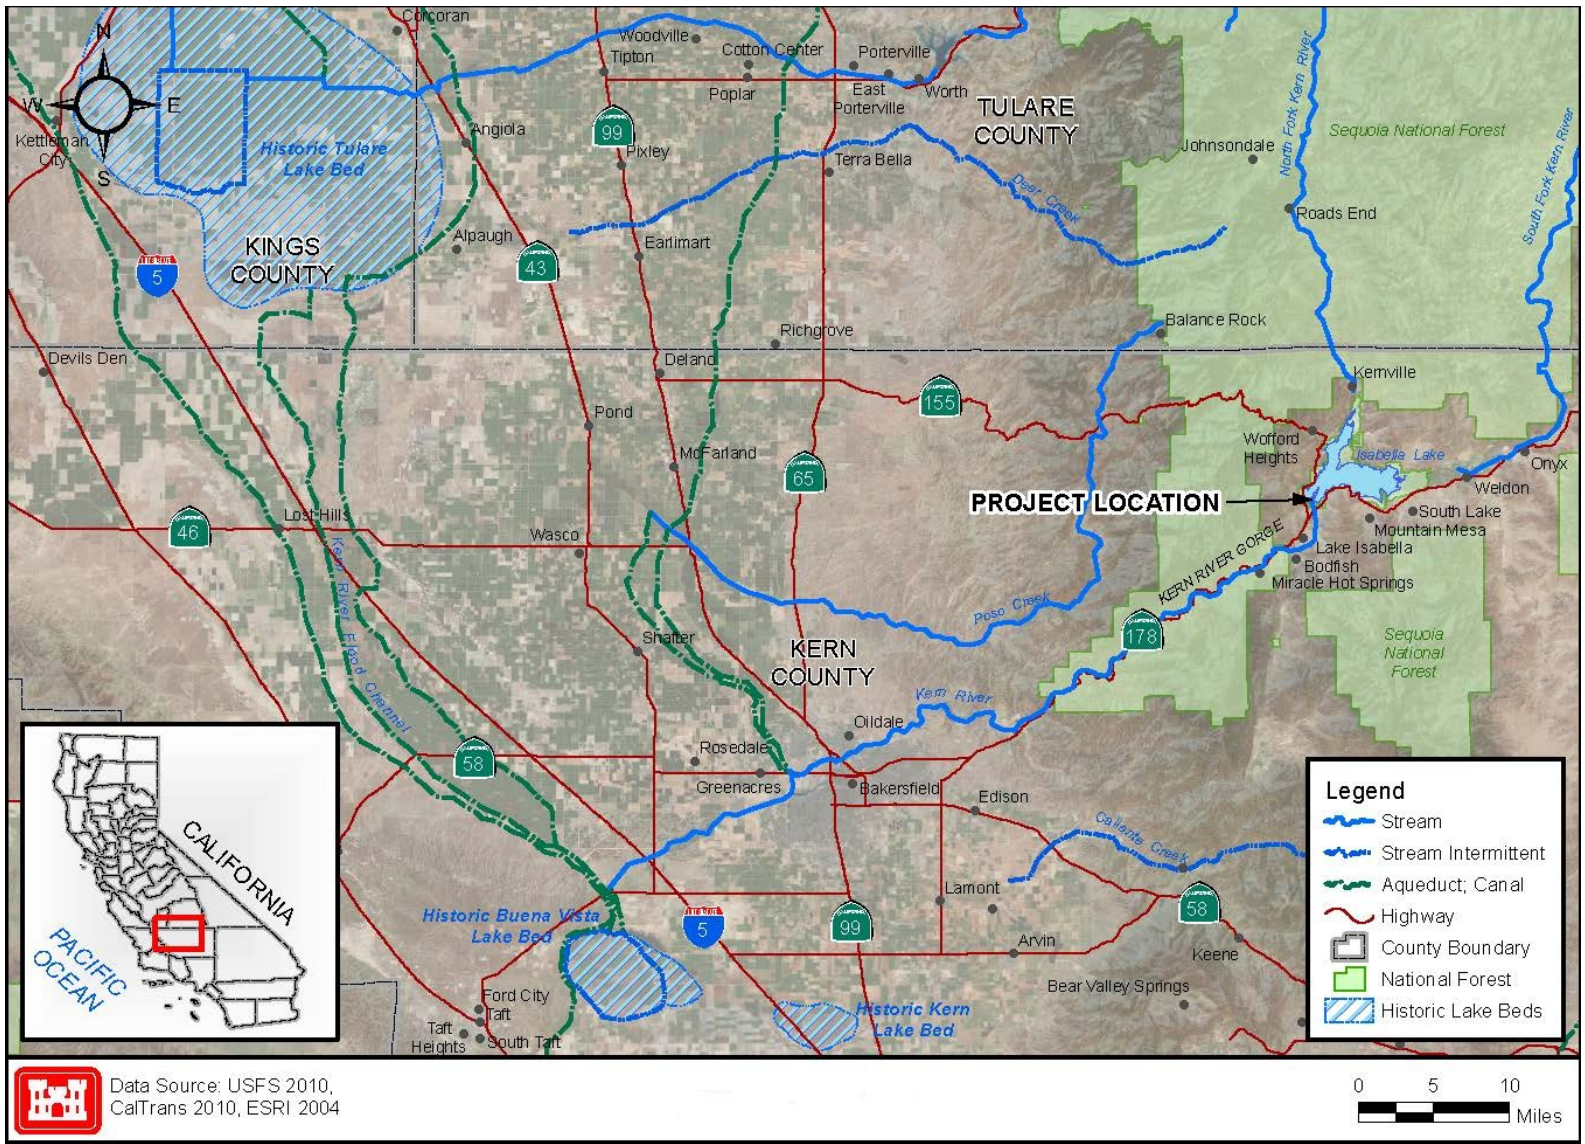 Corcoran
Woodville
Tipton
Cotton Center
Poplar
Porterville
East
Porterville
Worth
TULARE
COUNTY
N
W
E
S
Kettleman
City
Angiola
99
Pixley
Historic Tulare
Lake Bed
Terra Bella
Deer Creek
Johnsondale
North Fork Kern River
Sequoia National Forest
South Fork Kern River
Roads End
KINGS
COUNTY
Alpaugh
Earlimart
5
43
Richgrove
Balance Rock
Devils Den
Deland
Kernville
155
Pond
Wofford
Heights
Isabella Lake
Onyx
McFarland
65
Weldon
PROJECT LOCATION
46
Lost Hills
South Lake
Mountain Mesa
Wasco
KERN RIVER GORGE
Lake Isabella
Bodfish
Miracle Hot Springs
Kern River Flood Channel
Poso Creek
178
Shafter
KERN
COUNTY
Sequoia
National
Forest
Kern River
Oildale
58
Rosedale
Greenacres
Bakersfield
Edison
Caliente Creek
Lamont
Historic Buena Vista
Lake Bed
5
99
58
Arvin
Keene
Bear Valley Springs
Ford City
Taft
Taft
Heights
South Taft
Historic Kern
Lake Bed
CALIFORNIA
PACIFIC
OCEAN
Legend
Stream
Stream Intermittent
Aqueduct; Canal
Highway
County Boundary
National Forest
Historic Lake Beds
Data Source: USFS 2010,
CalTrans 2010, ESRI 2004
0 5 10
Miles